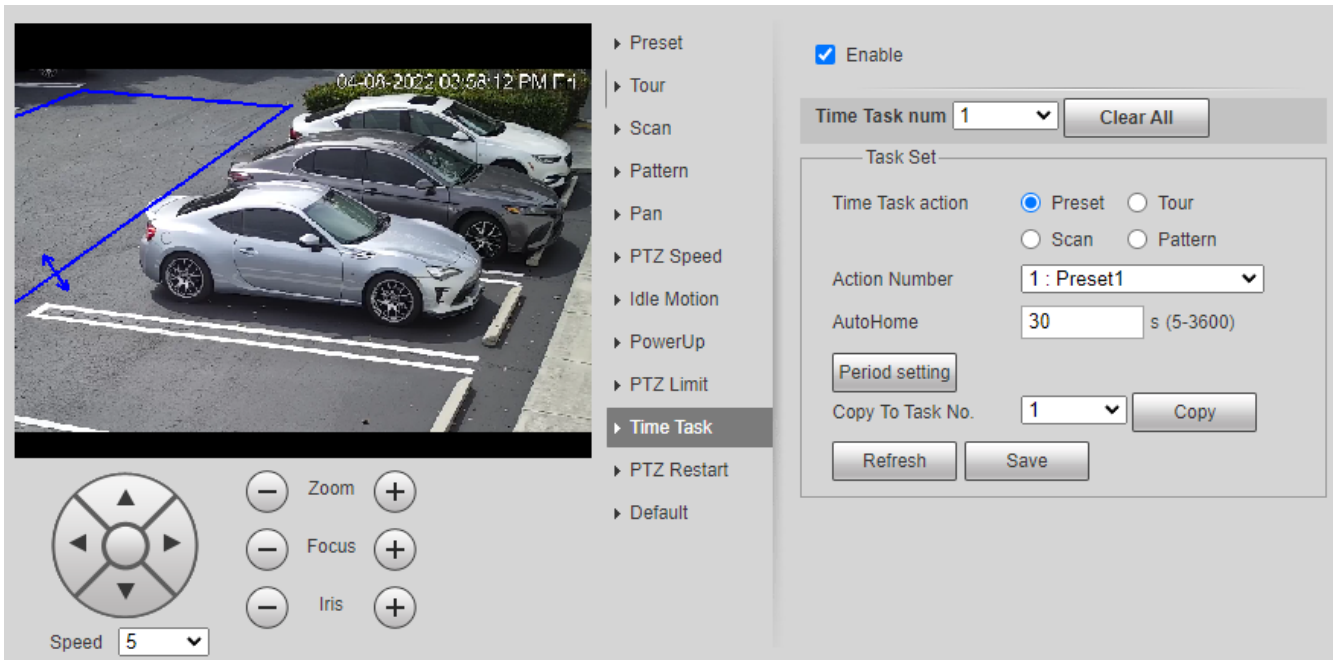 04-08-2022 03:58:12 PM Fri
Preset
Tour
Scan
Pattern
Pan
PTZ Speed
Idle Motion
PowerUp
PTZ Limit
Time Task
PTZ Restart
Default
Zoom
Focus
Iris
Speed 5
Enable
Time Task num 1 Clear All
Task Set
Time Task action Preset Tour
Scan Pattern
Action Number 1 : Preset1
AutoHome 30 s (5-3600)
Period setting
Copy To Task No. 1 Copy
Refresh Save